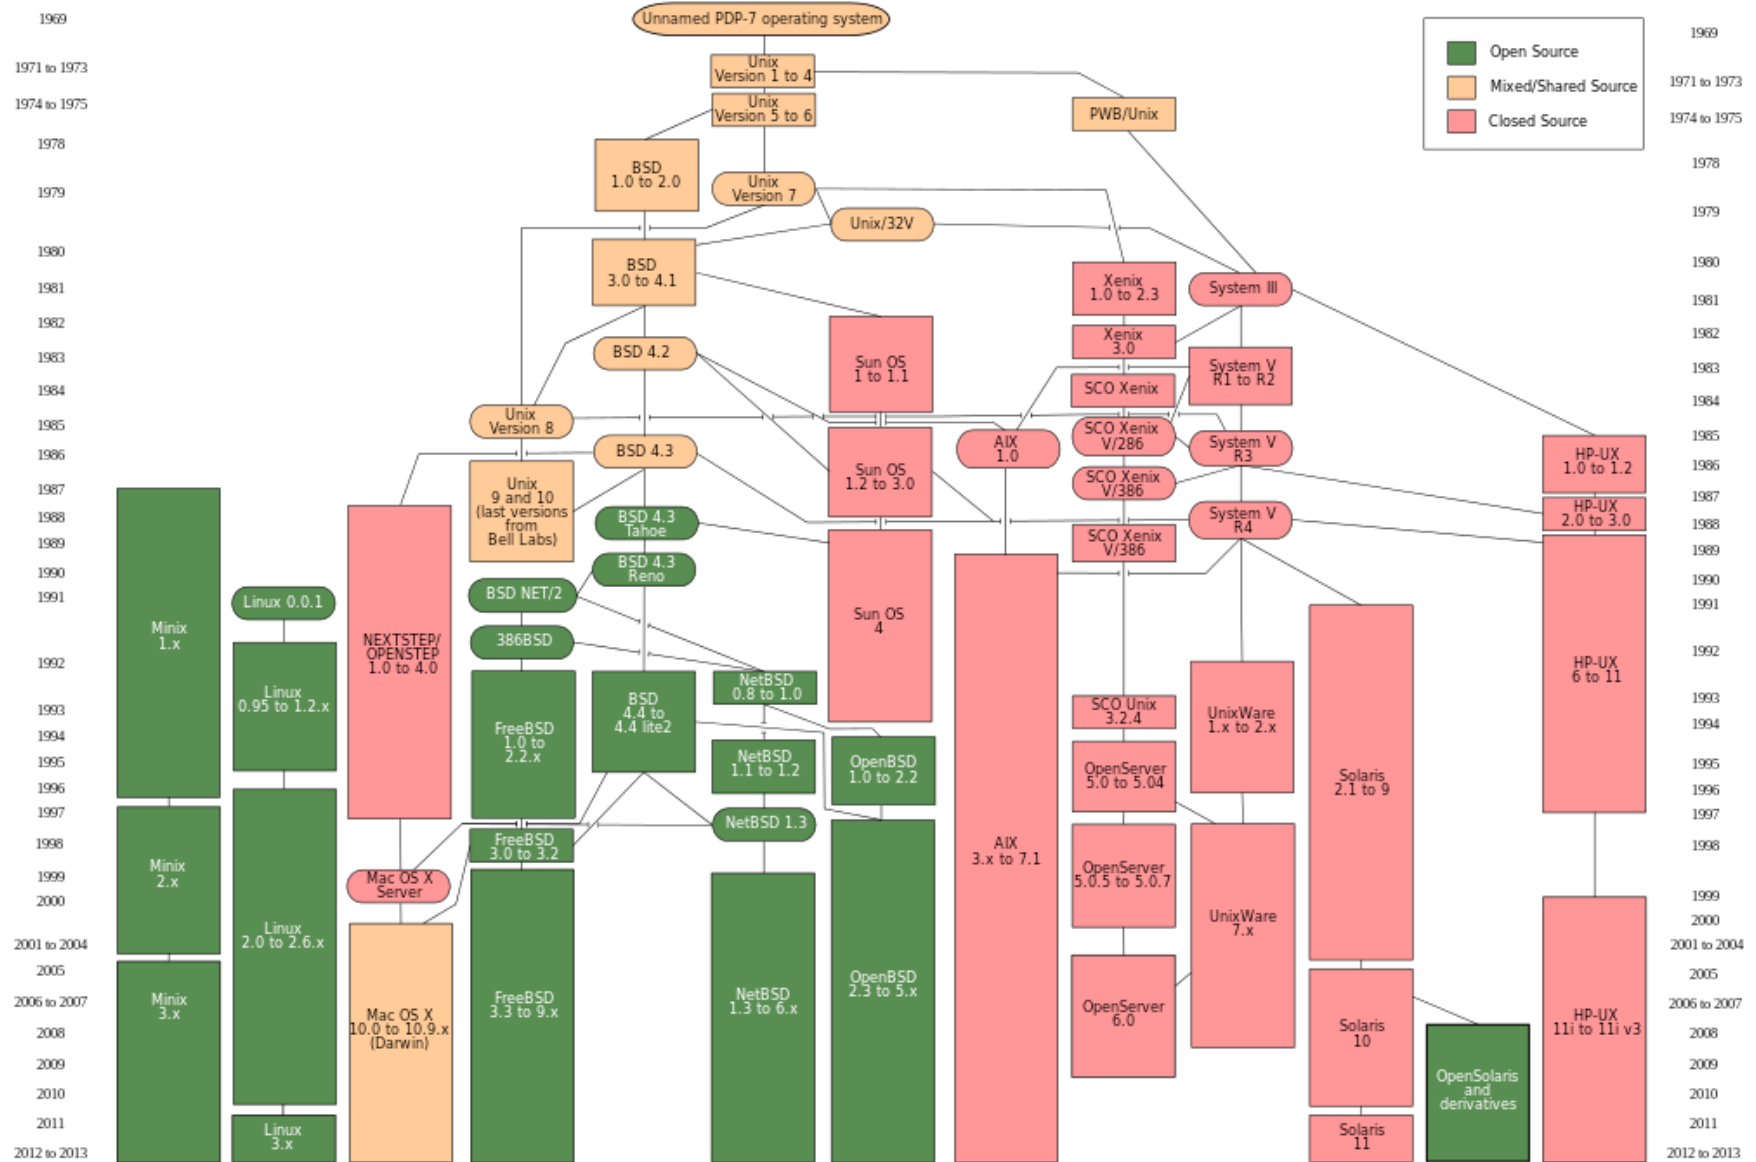 Unnamed PDP-7 operating system
1969
1969
Open Source
Mixed/Shared Source
Closed Source
1971 to 1973
Unix
Version 1 to 4
1971 to 1973
1974 to 1975
Unix
Version 5 to 6
PWB/Unix
1974 to 1975
1978
BSD
1.0 to 2.0
1978
1979
Unix
Version 7
Unix/32V
1979
1980
BSD
3.0 to 4.1
1980
1981
Xenix
1.0 to 2.3
System III
1981
1982
Xenix
3.0
1982
1983
BSD 4.2
Sun OS
1 to 1.1
System V
R1 to R2
1983
1984
SCO Xenix
1984
1985
Unix
Version 8
SCO Xenix
V/286
AIX
1.0
System V
R3
1985
1986
BSD 4.3
Sun OS
1.2 to 3.0
SCO Xenix
V/386
HP-UX
1.0 to 1.2
1986
1987
Unix
9 and 10
(last versions
from
Bell Labs)
1987
1988
BSD 4.3
Tahoe
System V
R4
HP-UX
2.0 to 3.0
1988
1989
SCO Xenix
V/386
1989
1990
BSD 4.3
Reno
1990
1991
Linux 0.0.1
BSD NET/2
1991
Minix
1.x
NEXTSTEP/
OPENSTEP
1.0 to 4.0
386BSD
Sun OS
4
1992
1992
HP-UX
6 to 11
Linux
0.95 to 1.2.x
BSD
4.4 to
4.4 lite2
NetBSD
0.8 to 1.0
1993
SCO Unix
3.2.4
UnixWare
1.x to 2.x
1993
1994
FreeBSD
1.0 to
2.2.x
1994
1995
NetBSD
1.1 to 1.2
OpenBSD
1.0 to 2.2
OpenServer
5.0 to 5.04
Solaris
2.1 to 9
1995
1996
1996
1997
NetBSD 1.3
1997
1998
FreeBSD
3.0 to 3.2
AIX
3.x to 7.1
1998
Minix
2.x
1999
Mac OS X
Server
OpenServer
5.0.5 to 5.0.7
1999
2000
UnixWare
7.x
2000
Linux
2.0 to 2.6.x
2001 to 2004
2001 to 2004
2005
2005
Minix
3.x
2006 to 2007
FreeBSD
3.3 to 9.x
NetBSD
1.3 to 6.x
OpenBSD
2.3 to 5.x
OpenServer
6.0
2006 to 2007
Mac OS X
10.0 to 10.9.x
(Darwin)
2008
Solaris
10
HP-UX
11i to 11i v3
2008
2009
2009
2010
OpenSolaris
and
derivatives
2010
2011
2011
Linux
3.x
Solaris
11
2012 to 2013
2012 to 2013